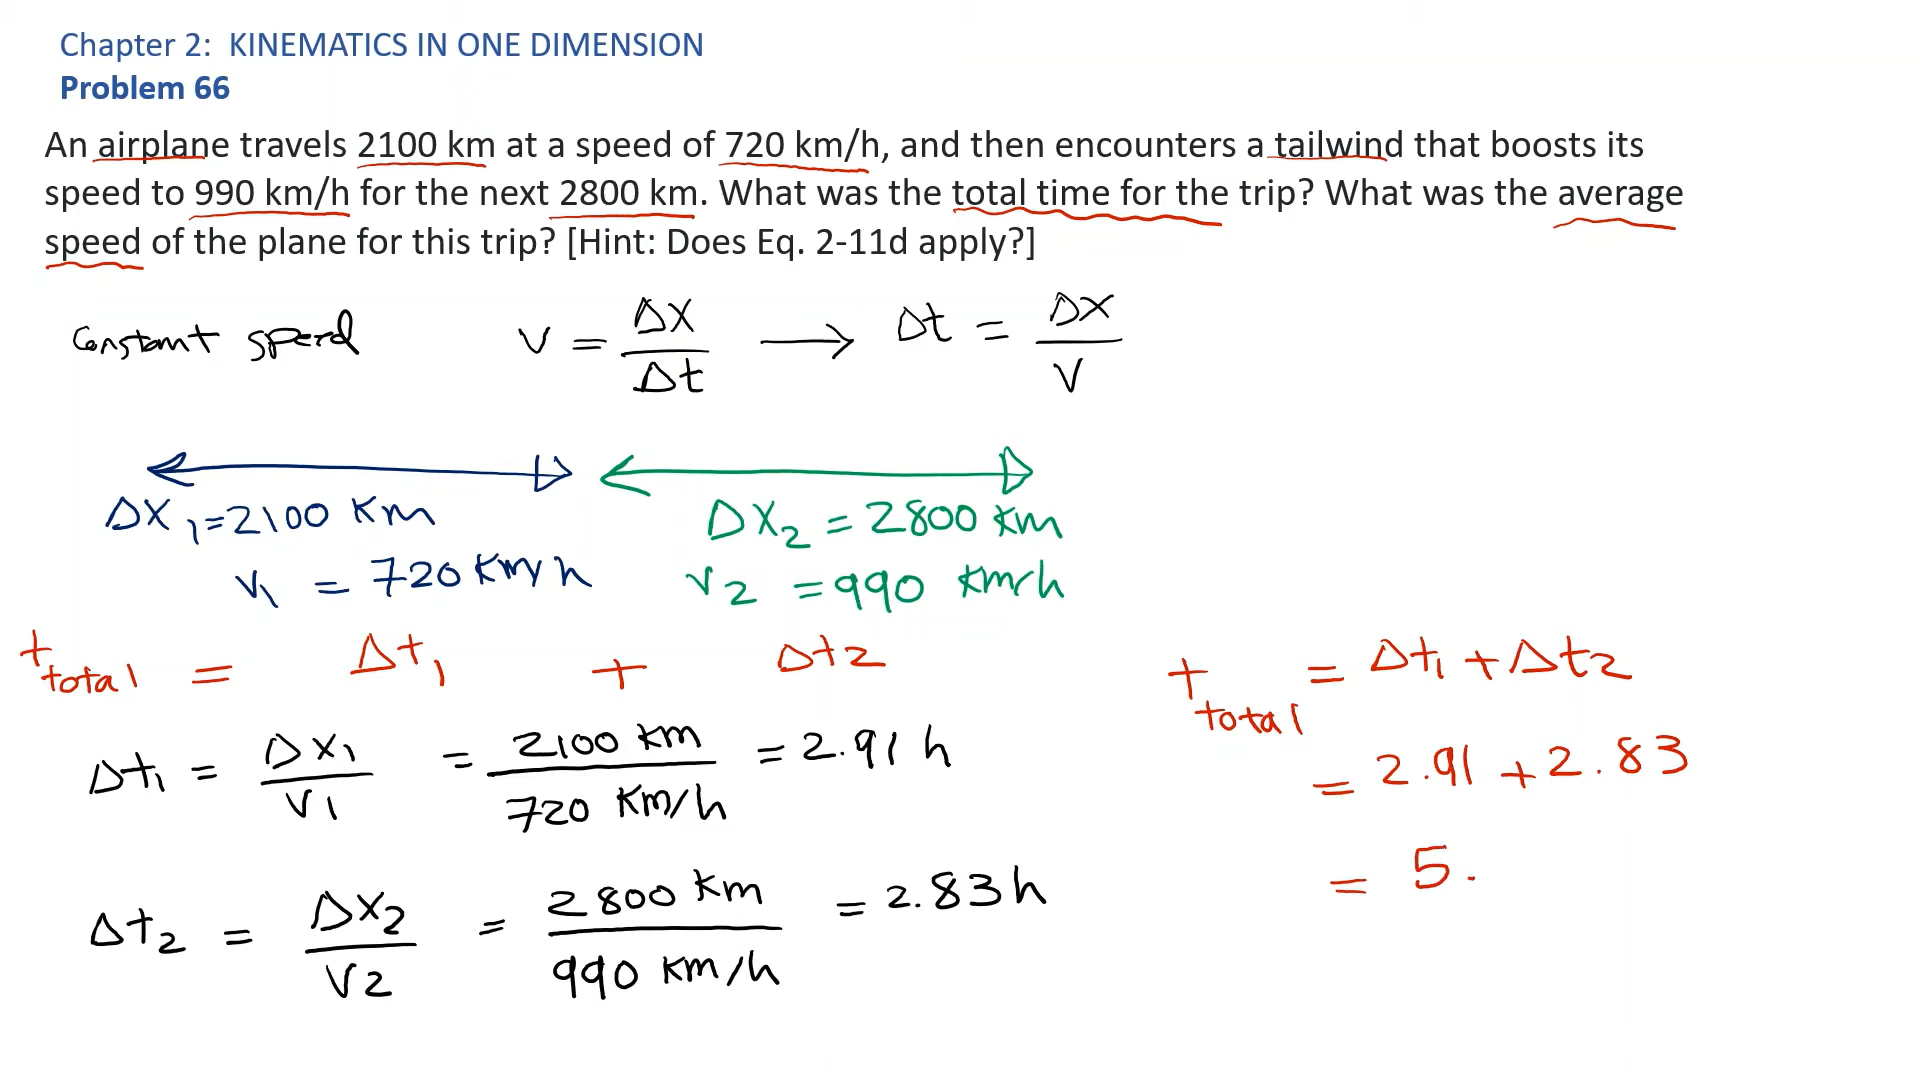 Chapter 2: KINEMATICS IN ONE DIMENSION
Problem 66
An airplane travels 2100 km at a speed of 720 km/h, and then encounters a tailwind that boosts its
speed to 990 km/h for the next 2800 km. What was the total time for the trip? What was the average
speed of the plane for this trip? [Hint: Does Eq. 2-11d apply?]
Constant speed v = Δx / Δt → Δt = Δx / v
Δx₁ = 2100 Km
v₁ = 720 Km/h
Δx₂ = 2800 km
v₂ = 990 km/h
t total = Δt₁ + Δt₂
Δt₁ = Δx₁ / v₁ = 2100 km / 720 Km/h = 2.91 h
Δt₂ = Δx₂ / v₂ = 2800 km / 990 km/h = 2.83 h
t total = Δt₁ + Δt₂
= 2.91 + 2.83
= 5.